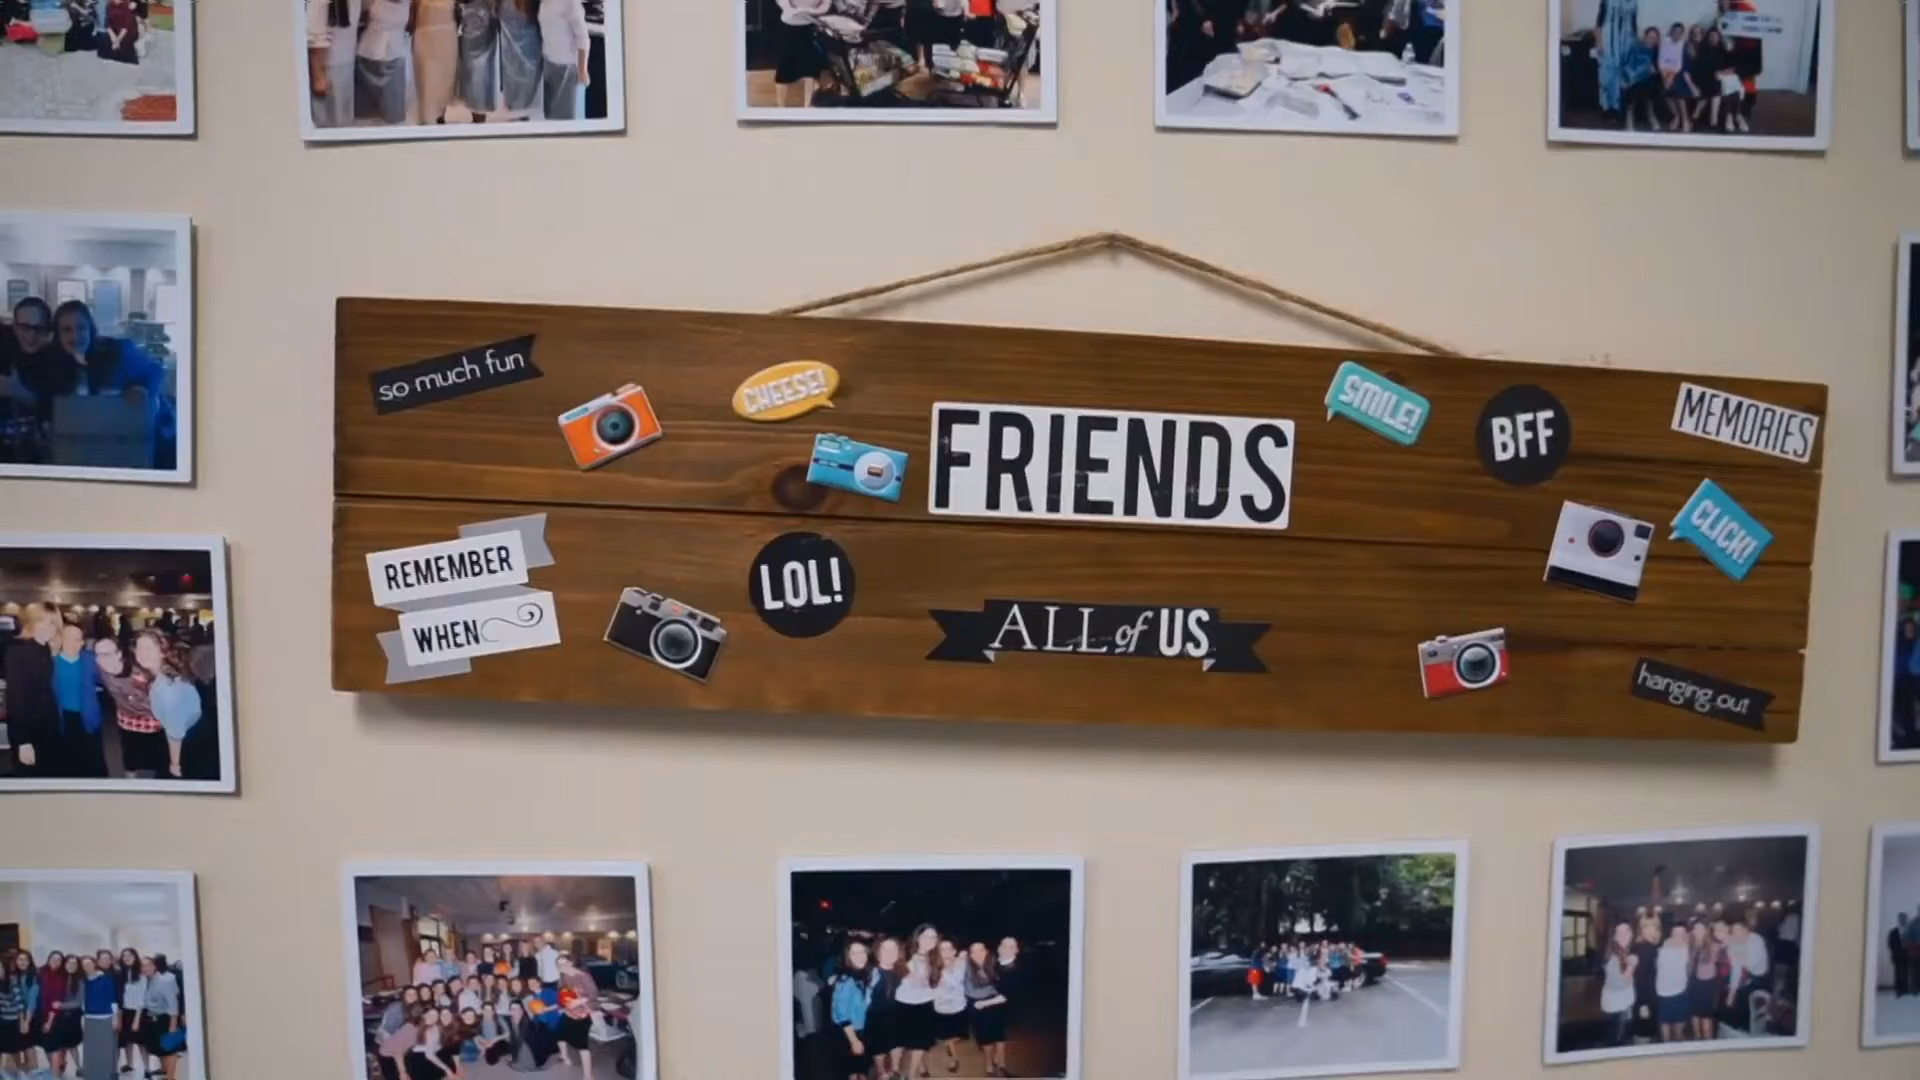 so much fun
CHEESE!
FRIENDS
SMILE!
BFF
MEMORIES
CLICK!
REMEMBER
WHEN
LOL!
ALL of US
hanging out